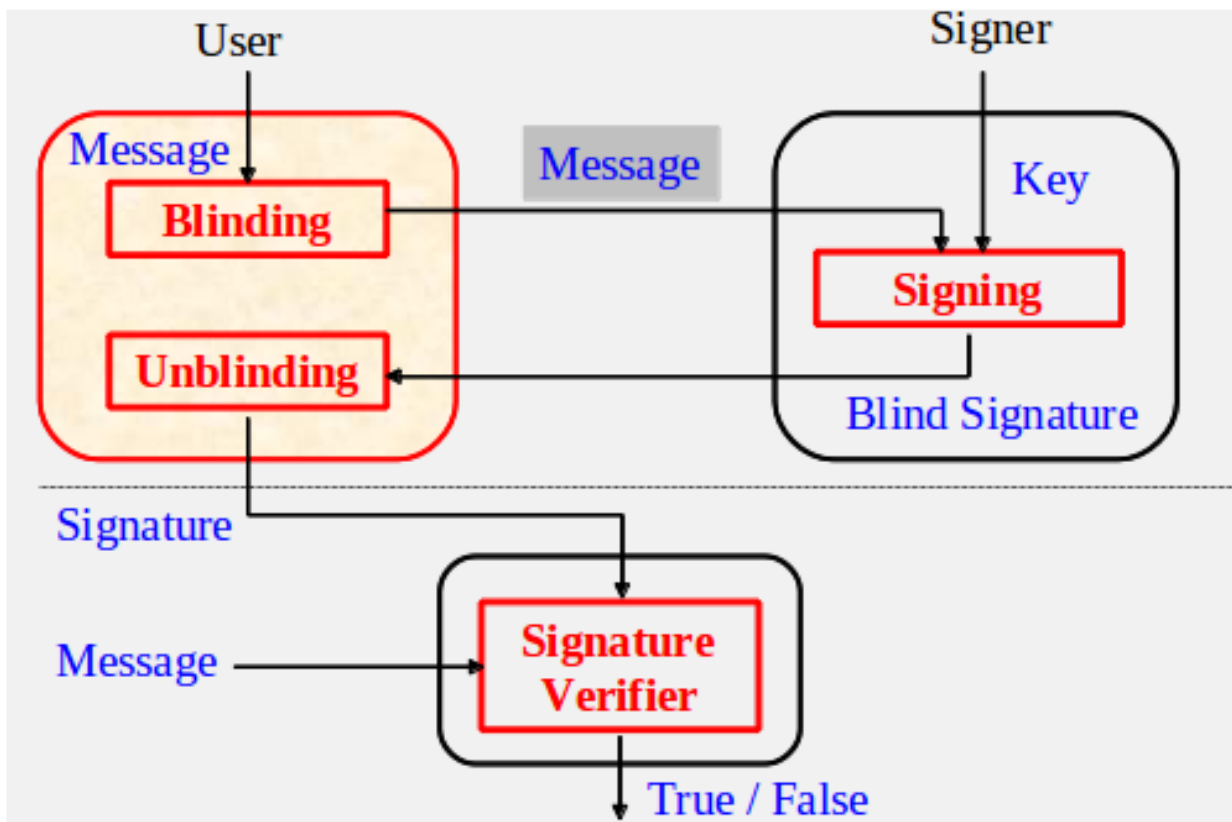 User
Signer
Message
Message
Key
Blinding
Signing
Unblinding
Blind Signature
Signature
Signature
Verifier
Message
True / False